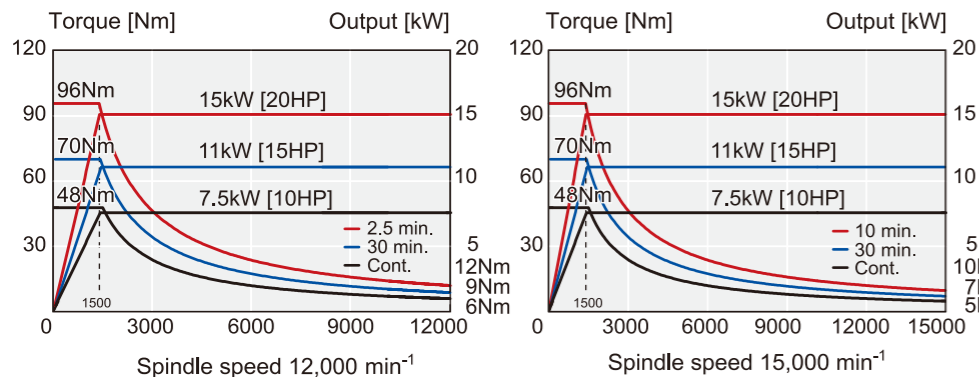 Torque [Nm] Output [kW]
120 20
96Nm
15kW [20HP]
90 15
70Nm
11kW [15HP]
60 10
48Nm
7.5kW [10HP]
2.5 min.
30 min.
Cont.
30 5
12Nm
9Nm
6Nm
1500
0 3000 6000 9000 12000
Spindle speed 12,000 min⁻¹
Torque [Nm] Output [kW]
120 20
96Nm
15kW [20HP]
90 15
70Nm
11kW [15HP]
60 10
48Nm
7.5kW [10HP]
10 min.
30 min.
Cont.
30 5
1500
0 3000 6000 9000 12000 15000
Spindle speed 15,000 min⁻¹